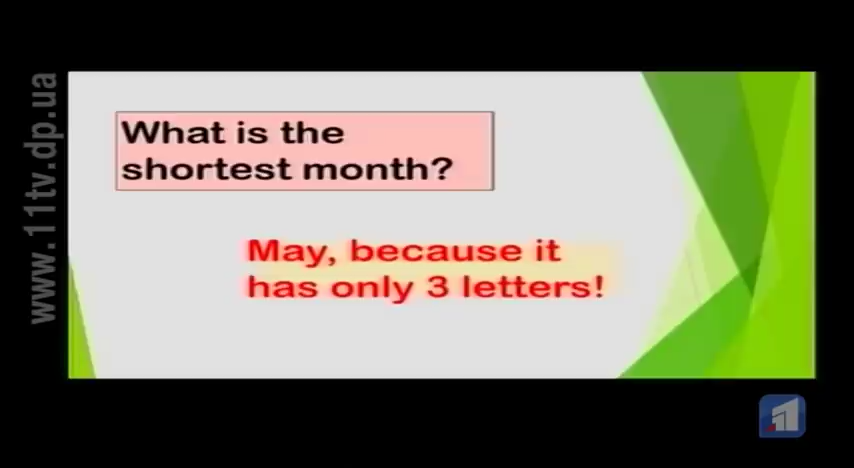 What is the
shortest month?
May, because it
has only 3 letters!
www.11tv.dp.ua
1